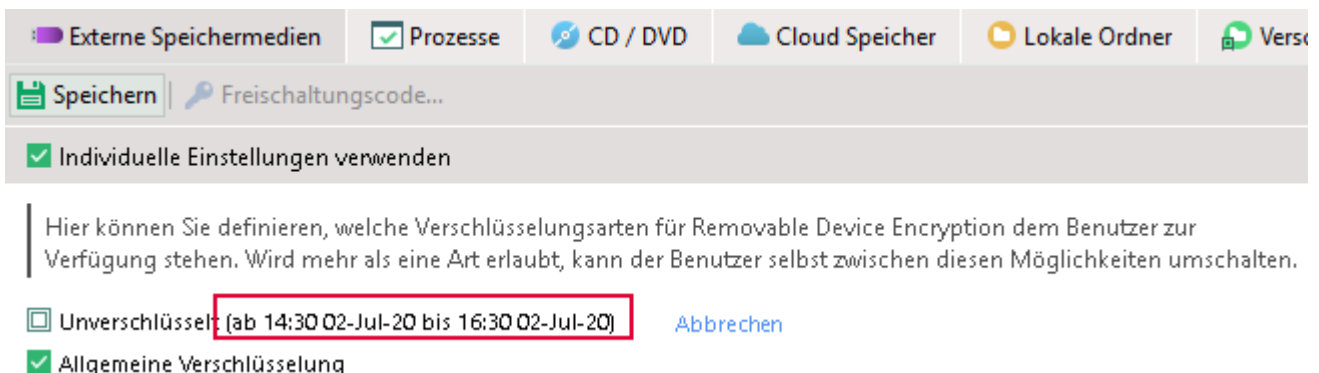 Externe Speichermedien Prozesse CD / DVD Cloud Speicher Lokale Ordner
Speichern Freischaltungscode...
Individuelle Einstellungen verwenden
Hier können Sie definieren, welche Verschlüsselungsarten für Removable Device Encryption dem Benutzer zur
Verfügung stehen. Wird mehr als eine Art erlaubt, kann der Benutzer selbst zwischen diesen Möglichkeiten umschalten.
Unverschlüsselt (ab 14:30 02-Jul-20 bis 16:30 02-Jul-20) Abbrechen
Allgemeine Verschlüsselung